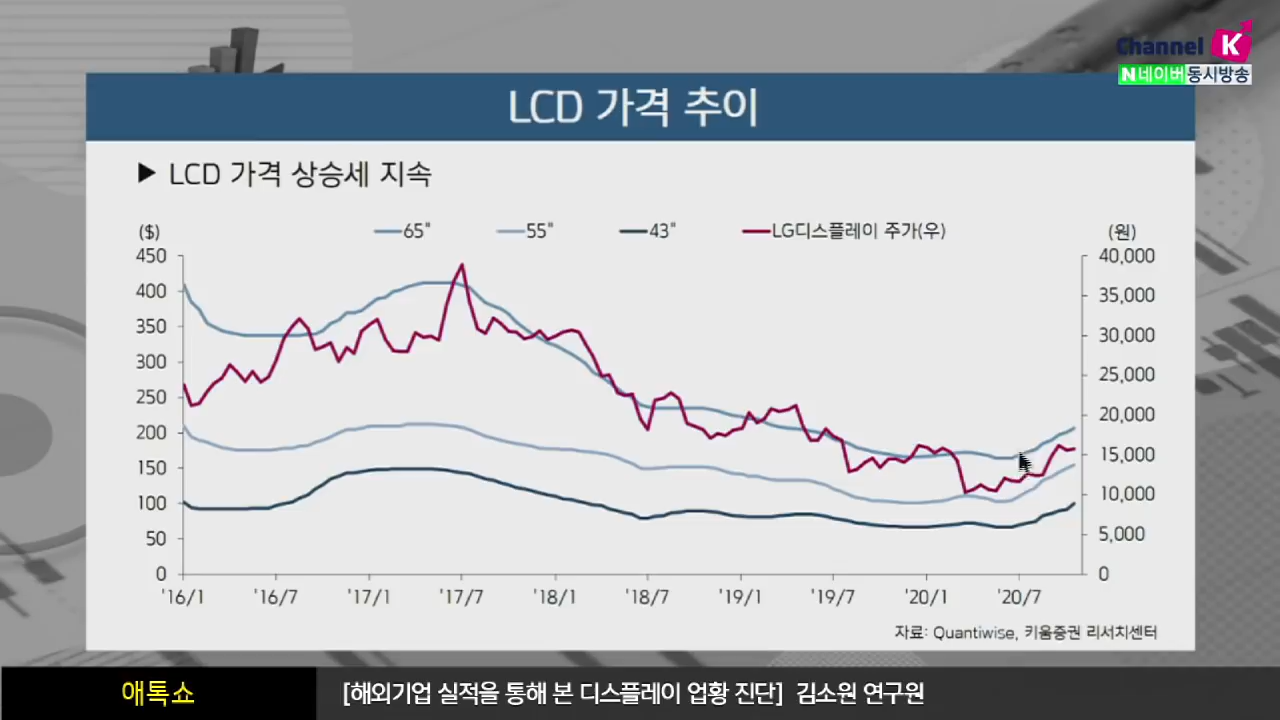 Channel K
N 네이버 동시방송
LCD 가격 추이
▶ LCD 가격 상승세 지속
($) 65" 55" 43" LG디스플레이 주가(우) (원)
450 40,000
400 35,000
350 30,000
300 25,000
250 20,000
200 15,000
150 10,000
100 5,000
50 0
0
'16/1 '16/7 '17/1 '17/7 '18/1 '18/7 '19/1 '19/7 '20/1 '20/7
자료: Quantiwise, 키움증권 리서치센터
애톡쇼 [해외기업 실적을 통해 본 디스플레이 업황 진단] 김소원 연구원